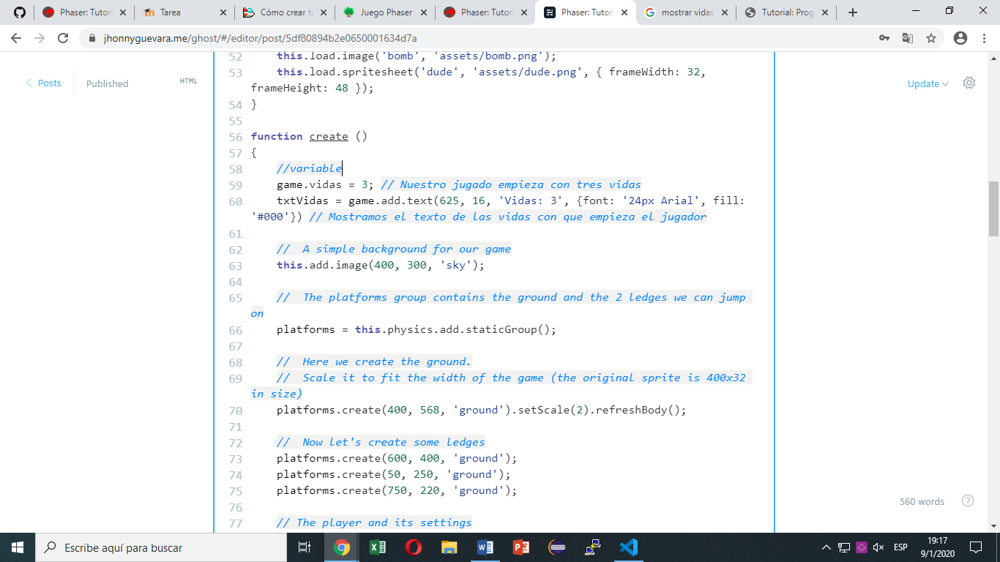 Phaser: Tutori
Tarea
Cómo crear tu
Juego Phaser
Phaser: Tutori
Phaser: Tutori
mostrar vidas
Tutorial: Prog
jhonnyguevara.me/ghost/#/editor/post/5df80894b2e0650001634d7a
Posts
Published
HTML
Update
52 this.load.image('bomb', 'assets/bomb.png');
53 this.load.spritesheet('dude', 'assets/dude.png', { frameWidth: 32,
frameHeight: 48 });
54 }
55
56 function create ()
57 {
58 //variable
59 game.vidas = 3; // Nuestro jugado empieza con tres vidas
60 txtVidas = game.add.text(625, 16, 'Vidas: 3', {font: '24px Arial', fill:
'#000'}) // Mostramos el texto de las vidas con que empieza el jugador
61
62 //  A simple background for our game
63 this.add.image(400, 300, 'sky');
64
65 //  The platforms group contains the ground and the 2 ledges we can jump
on
66 platforms = this.physics.add.staticGroup();
67
68 //  Here we create the ground.
69 //  Scale it to fit the width of the game (the original sprite is 400x32
in size)
70 platforms.create(400, 568, 'ground').setScale(2).refreshBody();
71
72 //  Now let's create some ledges
73 platforms.create(600, 400, 'ground');
74 platforms.create(50, 250, 'ground');
75 platforms.create(750, 220, 'ground');
76
77 // The player and its settings
560 words
Escribe aquí para buscar
ESP
19:17
9/1/2020